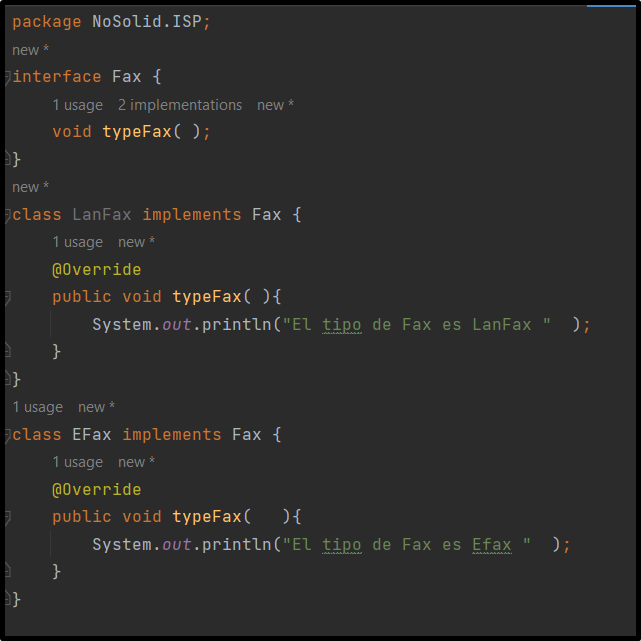 package NoSolid.ISP;
new *
interface Fax {
1 usage 2 implementations new *
void typeFax( );
}
new *
class LanFax implements Fax {
1 usage new *
@Override
public void typeFax( ){
System.out.println("El tipo de Fax es LanFax "  );
}
}
1 usage new *
class EFax implements Fax {
1 usage new *
@Override
public void typeFax(   ){
System.out.println("El tipo de Fax es Efax "  );
}
}